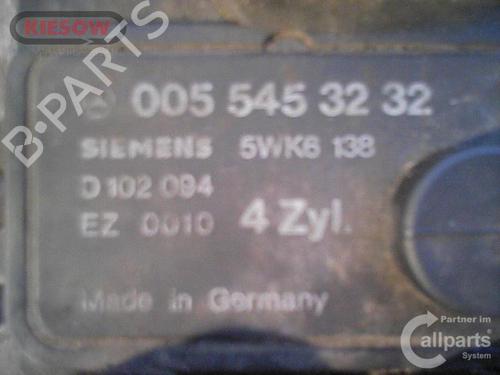 KIESOW
005 545 32 32
SIEMENS 5WK6 138
D 102 094
EZ 0010 4 Zyl.
Made in Germany
Partner im
Callparts
System